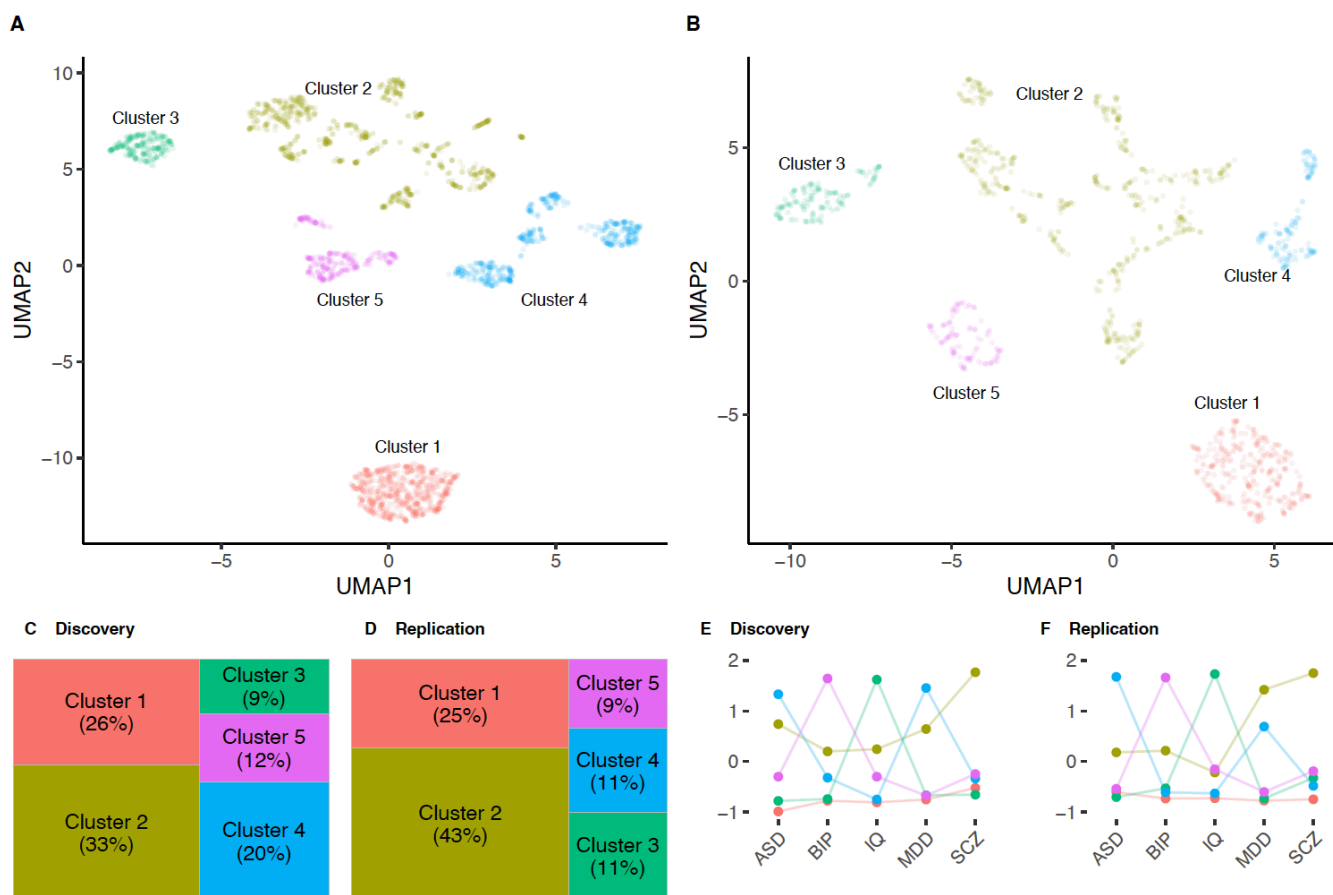 A
B
10
5
0
−5
−10
UMAP2
Cluster 2
Cluster 3
Cluster 5
Cluster 4
Cluster 1
−5
0
5
UMAP1
5
0
−5
UMAP2
Cluster 2
Cluster 3
Cluster 4
Cluster 5
Cluster 1
−10
−5
0
5
UMAP1
C Discovery
Cluster 1
(26%)
Cluster 2
(33%)
Cluster 3
(9%)
Cluster 5
(12%)
Cluster 4
(20%)
D Replication
Cluster 1
(25%)
Cluster 2
(43%)
Cluster 5
(9%)
Cluster 4
(11%)
Cluster 3
(11%)
E Discovery
2
1
0
−1
ASD
BIP
IQ
MDD
SCZ
F Replication
2
1
0
−1
ASD
BIP
IQ
MDD
SCZ